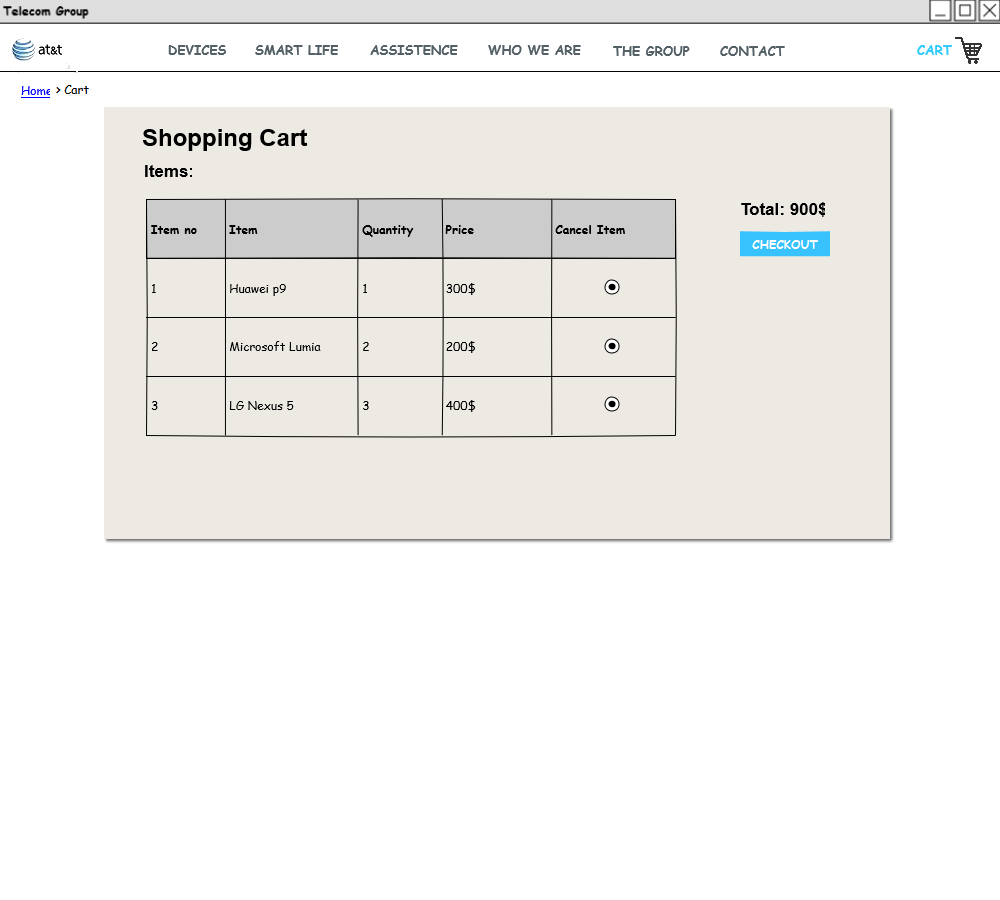 Telecom Group
at&t DEVICES SMART LIFE ASSISTENCE WHO WE ARE THE GROUP CONTACT CART
Home > Cart
Shopping Cart
Items:
Total: 900$
CHECKOUT
Item no Item Quantity Price Cancel Item
1 Huawei p9 1 300$
2 Microsoft Lumia 2 200$
3 LG Nexus 5 3 400$